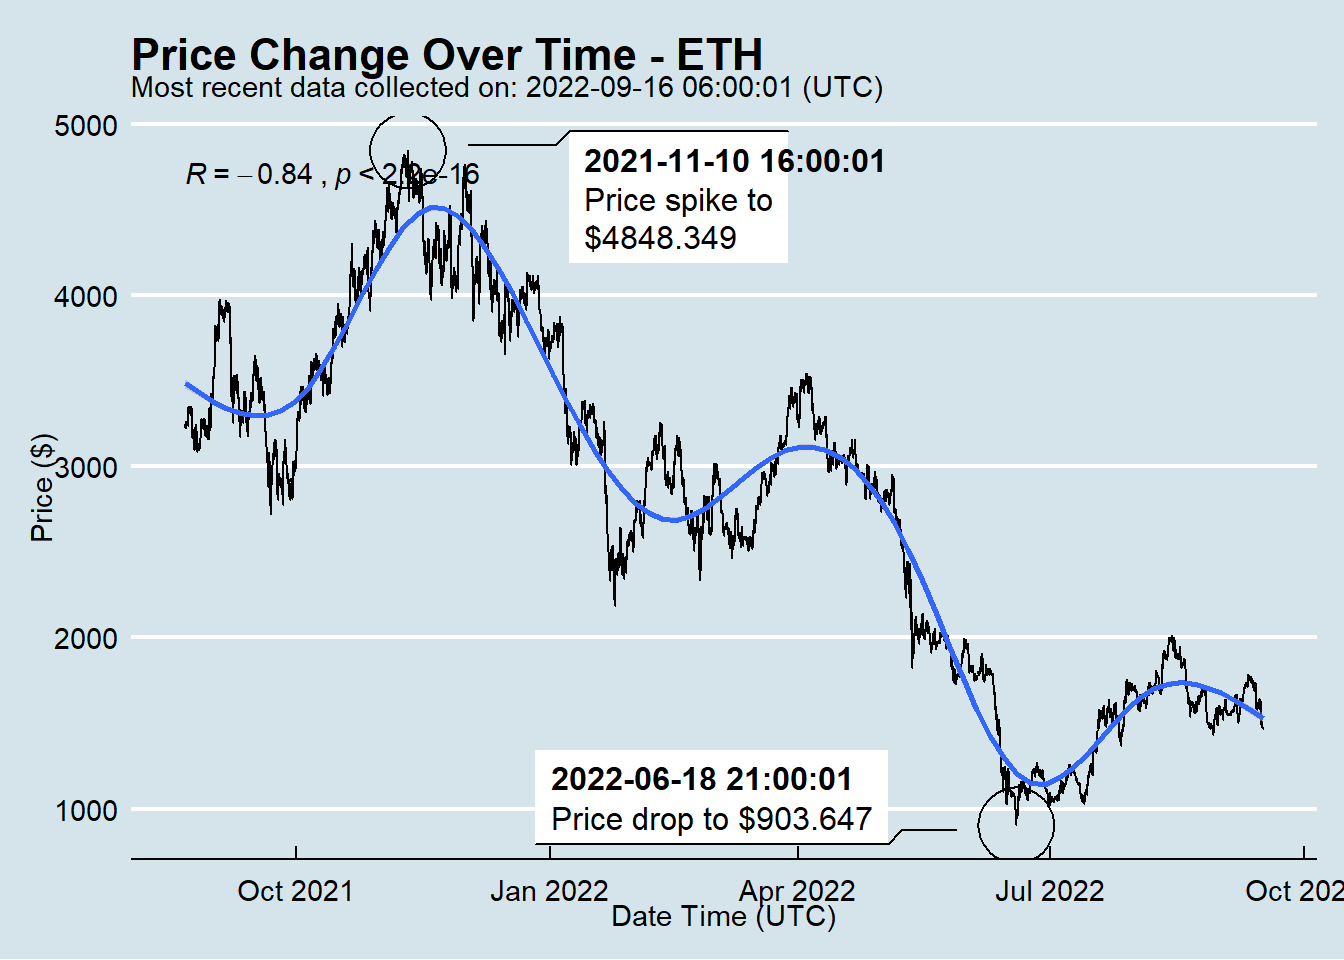 Price Change Over Time - ETH
Most recent data collected on: 2022-09-16 06:00:01 (UTC)
5000
R = −0.84 , p < 2.2e-16
2021-11-10 16:00:01
Price spike to
$4848.349
4000
Price ($)
3000
2000
2022-06-18 21:00:01
Price drop to $903.647
1000
Oct 2021
Jan 2022
Apr 2022
Jul 2022
Oct 202
Date Time (UTC)